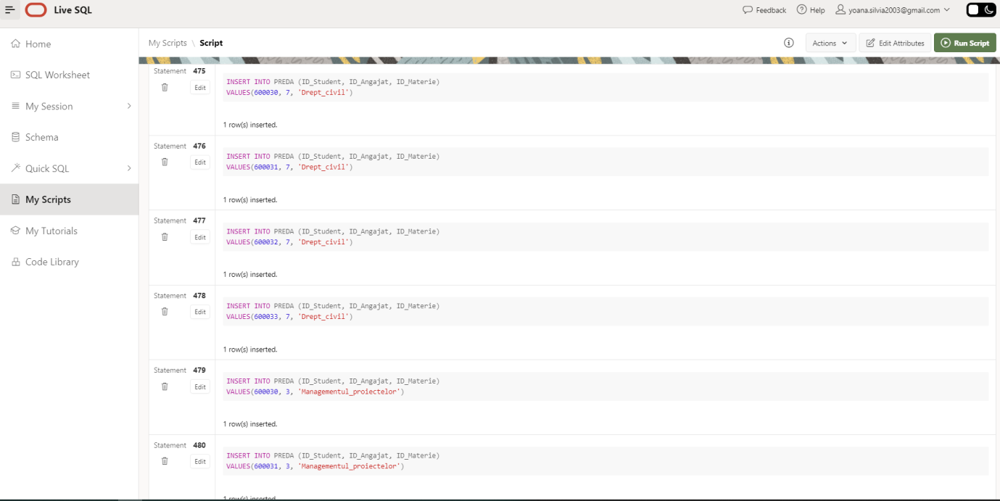 Live SQL
Feedback
Help
yoana.silvia2003@gmail.com
Home
SQL Worksheet
My Session
Schema
Quick SQL
My Scripts
My Tutorials
Code Library
My Scripts \ Script
Actions
Edit Attributes
Run Script
Statement 475
Edit
INSERT INTO PREDA (ID_Student, ID_Angajat, ID_Materie)
VALUES(600030, 7, 'Drept_civil')
1 row(s) inserted.
Statement 476
Edit
INSERT INTO PREDA (ID_Student, ID_Angajat, ID_Materie)
VALUES(600031, 7, 'Drept_civil')
1 row(s) inserted.
Statement 477
Edit
INSERT INTO PREDA (ID_Student, ID_Angajat, ID_Materie)
VALUES(600032, 7, 'Drept_civil')
1 row(s) inserted.
Statement 478
Edit
INSERT INTO PREDA (ID_Student, ID_Angajat, ID_Materie)
VALUES(600033, 7, 'Drept_civil')
1 row(s) inserted.
Statement 479
Edit
INSERT INTO PREDA (ID_Student, ID_Angajat, ID_Materie)
VALUES(600030, 3, 'Managementul_proiectelor')
1 row(s) inserted.
Statement 480
Edit
INSERT INTO PREDA (ID_Student, ID_Angajat, ID_Materie)
VALUES(600031, 3, 'Managementul_proiectelor')
1 row(s) inserted.